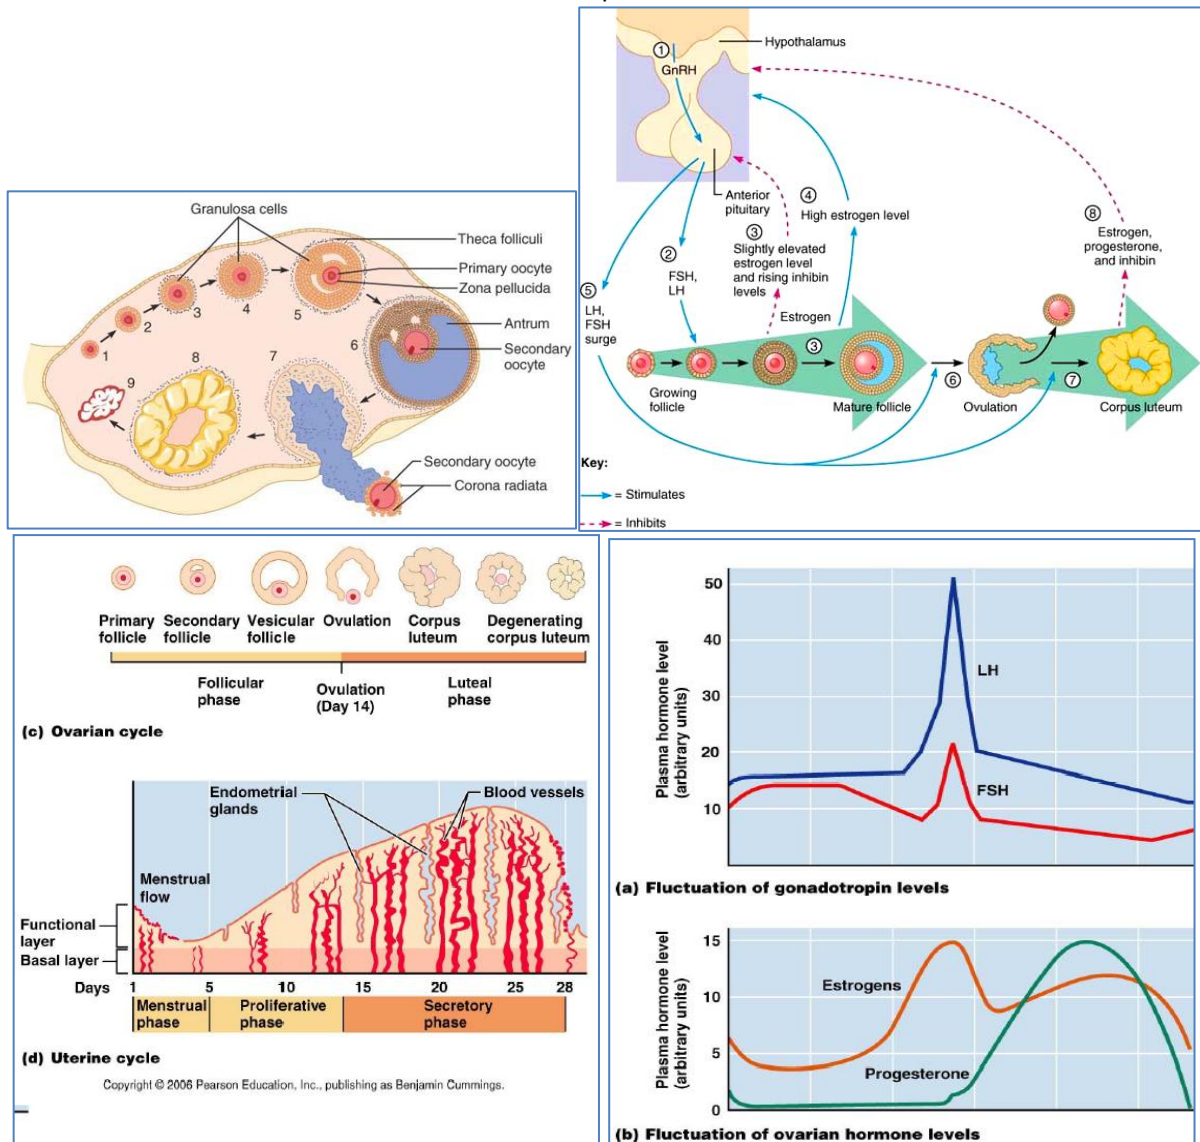 Granulosa cells
Theca folliculi
Primary oocyte
Zona pellucida
Antrum
Secondary
oocyte
1
2
3
4
5
6
7
8
9
Secondary oocyte
Corona radiata
Hypothalamus
1
GnRH
Anterior
pituitary
4
High estrogen level
3
Slightly elevated
estrogen level
and rising inhibin
levels
2
FSH,
LH
5
LH,
FSH
surge
8
Estrogen,
progesterone,
and inhibin
Estrogen
3
6
7
Growing
follicle
Mature follicle
Ovulation
Corpus luteum
Key:
= Stimulates
= Inhibits
Primary
follicle
Secondary
follicle
Vesicular
follicle
Ovulation
Corpus
luteum
Degenerating
corpus luteum
Follicular
phase
Ovulation
(Day 14)
Luteal
phase
(c) Ovarian cycle
Endometrial
glands
Blood vessels
Menstrual
flow
Functional
layer
Basal layer
Days 1 5 10 15 20 25 28
Menstrual
phase
Proliferative
phase
Secretory
phase
(d) Uterine cycle
Copyright © 2006 Pearson Education, Inc., publishing as Benjamin Cummings.
Plasma hormone level
(arbitrary units)
50
40
30
20
10
LH
FSH
(a) Fluctuation of gonadotropin levels
Plasma hormone level
(arbitrary units)
15
10
5
0
Estrogens
Progesterone
(b) Fluctuation of ovarian hormone levels